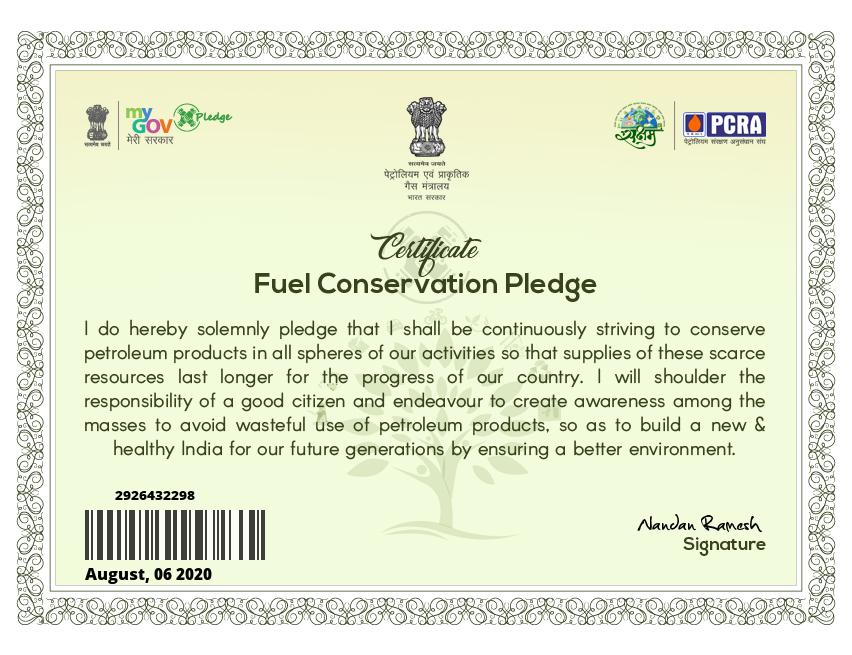 सत्यमेव जयते
my
GOV
मेरी सरकार
Pledge
सत्यमेव जयते
पेट्रोलियम एवं प्राकृतिक
गैस मंत्रालय
भारत सरकार
सक्षम
PCRA
पेट्रोलियम संरक्षण अनुसंधान संघ
Certificate
Fuel Conservation Pledge
I do hereby solemnly pledge that I shall be continuously striving to conserve
petroleum products in all spheres of our activities so that supplies of these scarce
resources last longer for the progress of our country. I will shoulder the
responsibility of a good citizen and endeavour to create awareness among the
masses to avoid wasteful use of petroleum products, so as to build a new &
healthy India for our future generations by ensuring a better environment.
2926432298
August, 06 2020
Nandan Ramesh
Signature